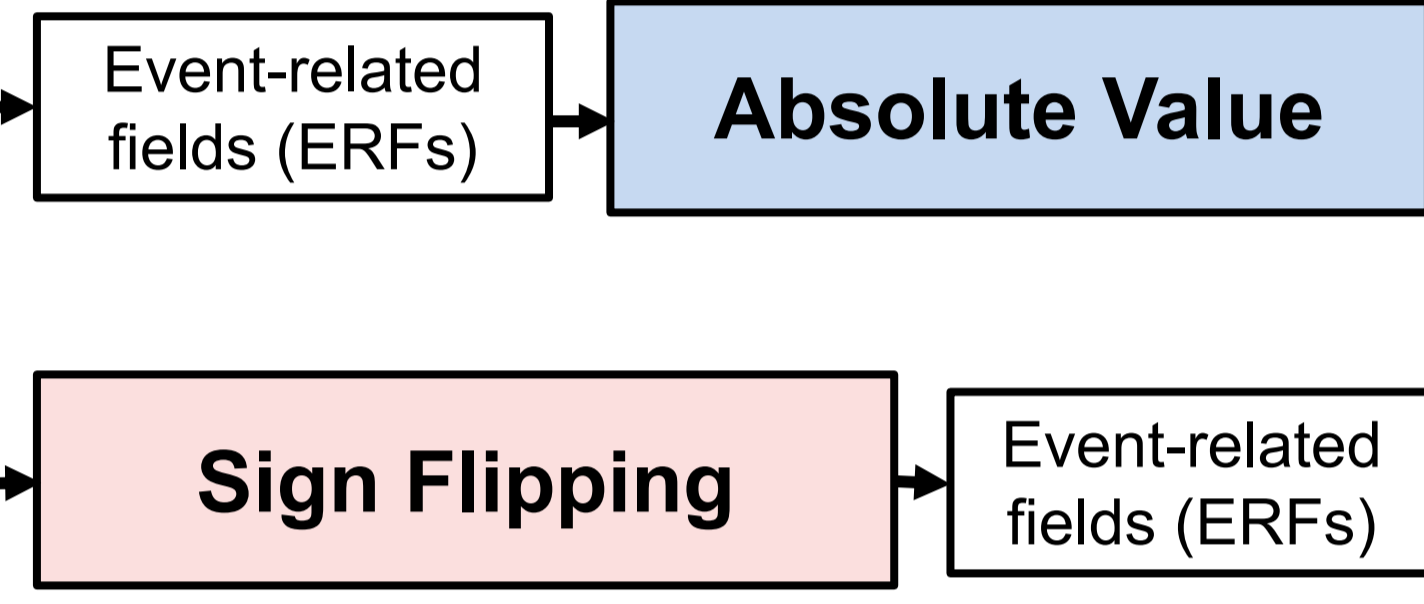 Event-related
fields (ERFs)
Absolute Value
Sign Flipping
Event-related
fields (ERFs)